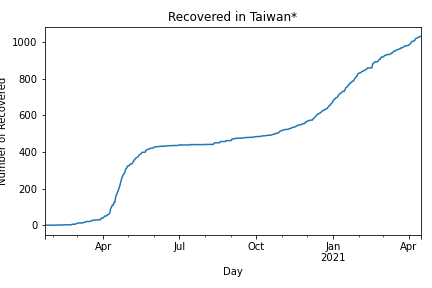 Recovered in Taiwan*
Number of Recovered
1000
800
600
400
200
0
Apr
Jul
Oct
Jan
2021
Apr
Day